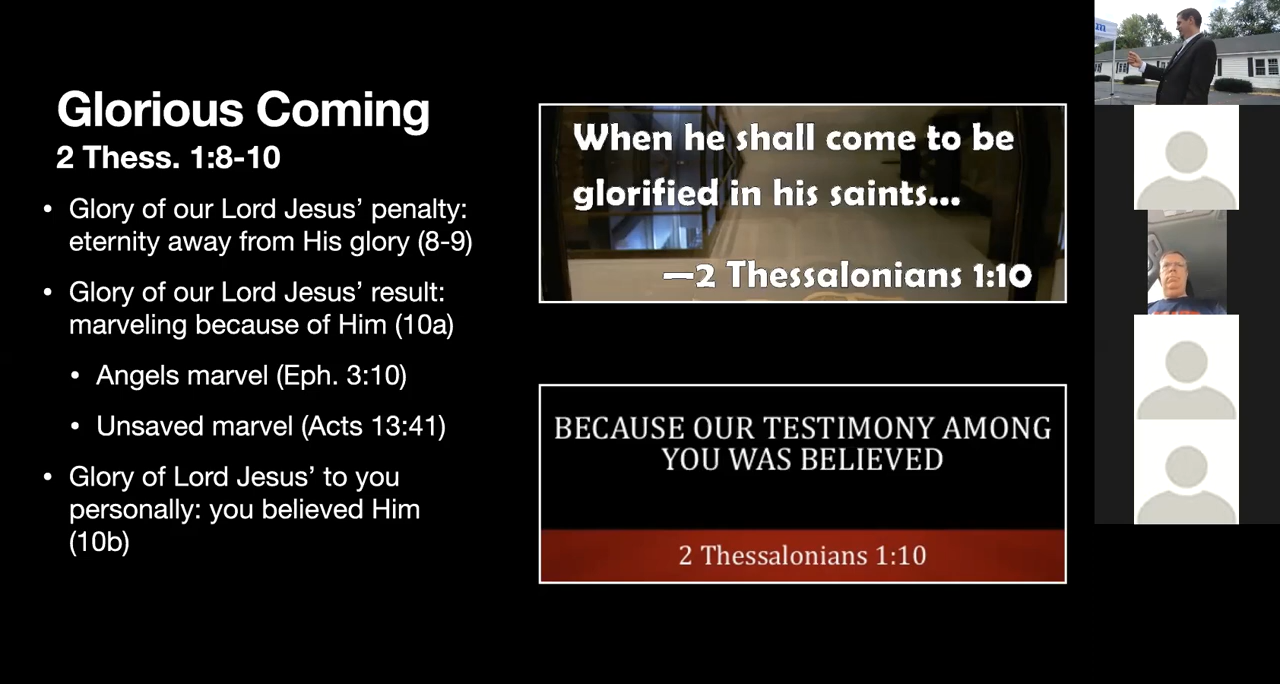 Glorious Coming
2 Thess. 1:8-10
• Glory of our Lord Jesus’ penalty:
eternity away from His glory (8-9)
• Glory of our Lord Jesus’ result:
marveling because of Him (10a)
• Angels marvel (Eph. 3:10)
• Unsaved marvel (Acts 13:41)
• Glory of Lord Jesus’ to you
personally: you believed Him
(10b)
When he shall come to be
glorified in his saints...
—2 Thessalonians 1:10
BECAUSE OUR TESTIMONY AMONG
YOU WAS BELIEVED
2 Thessalonians 1:10